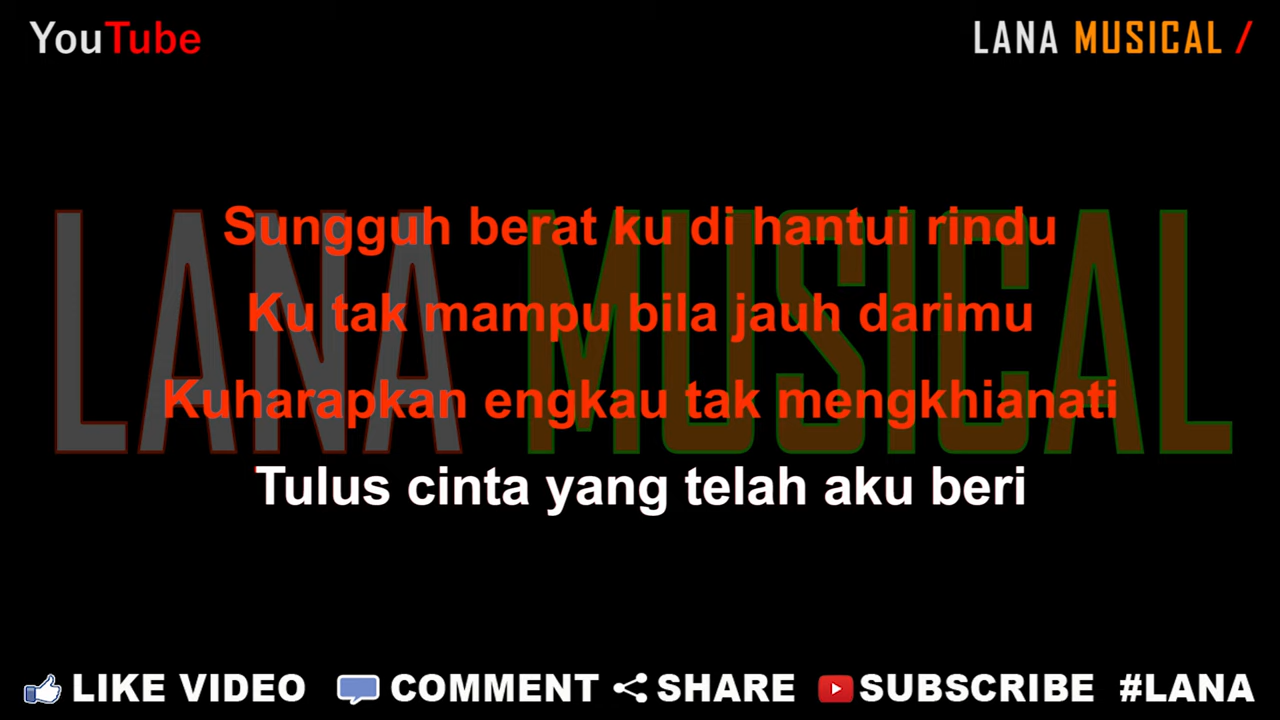 YouTube
LANA MUSICAL /
LANA MUSICAL
Sungguh berat ku di hantui rindu
Ku tak mampu bila jauh darimu
Kuharapkan engkau tak mengkhianati
Tulus cinta yang telah aku beri
LIKE VIDEO COMMENT SHARE SUBSCRIBE #LANA